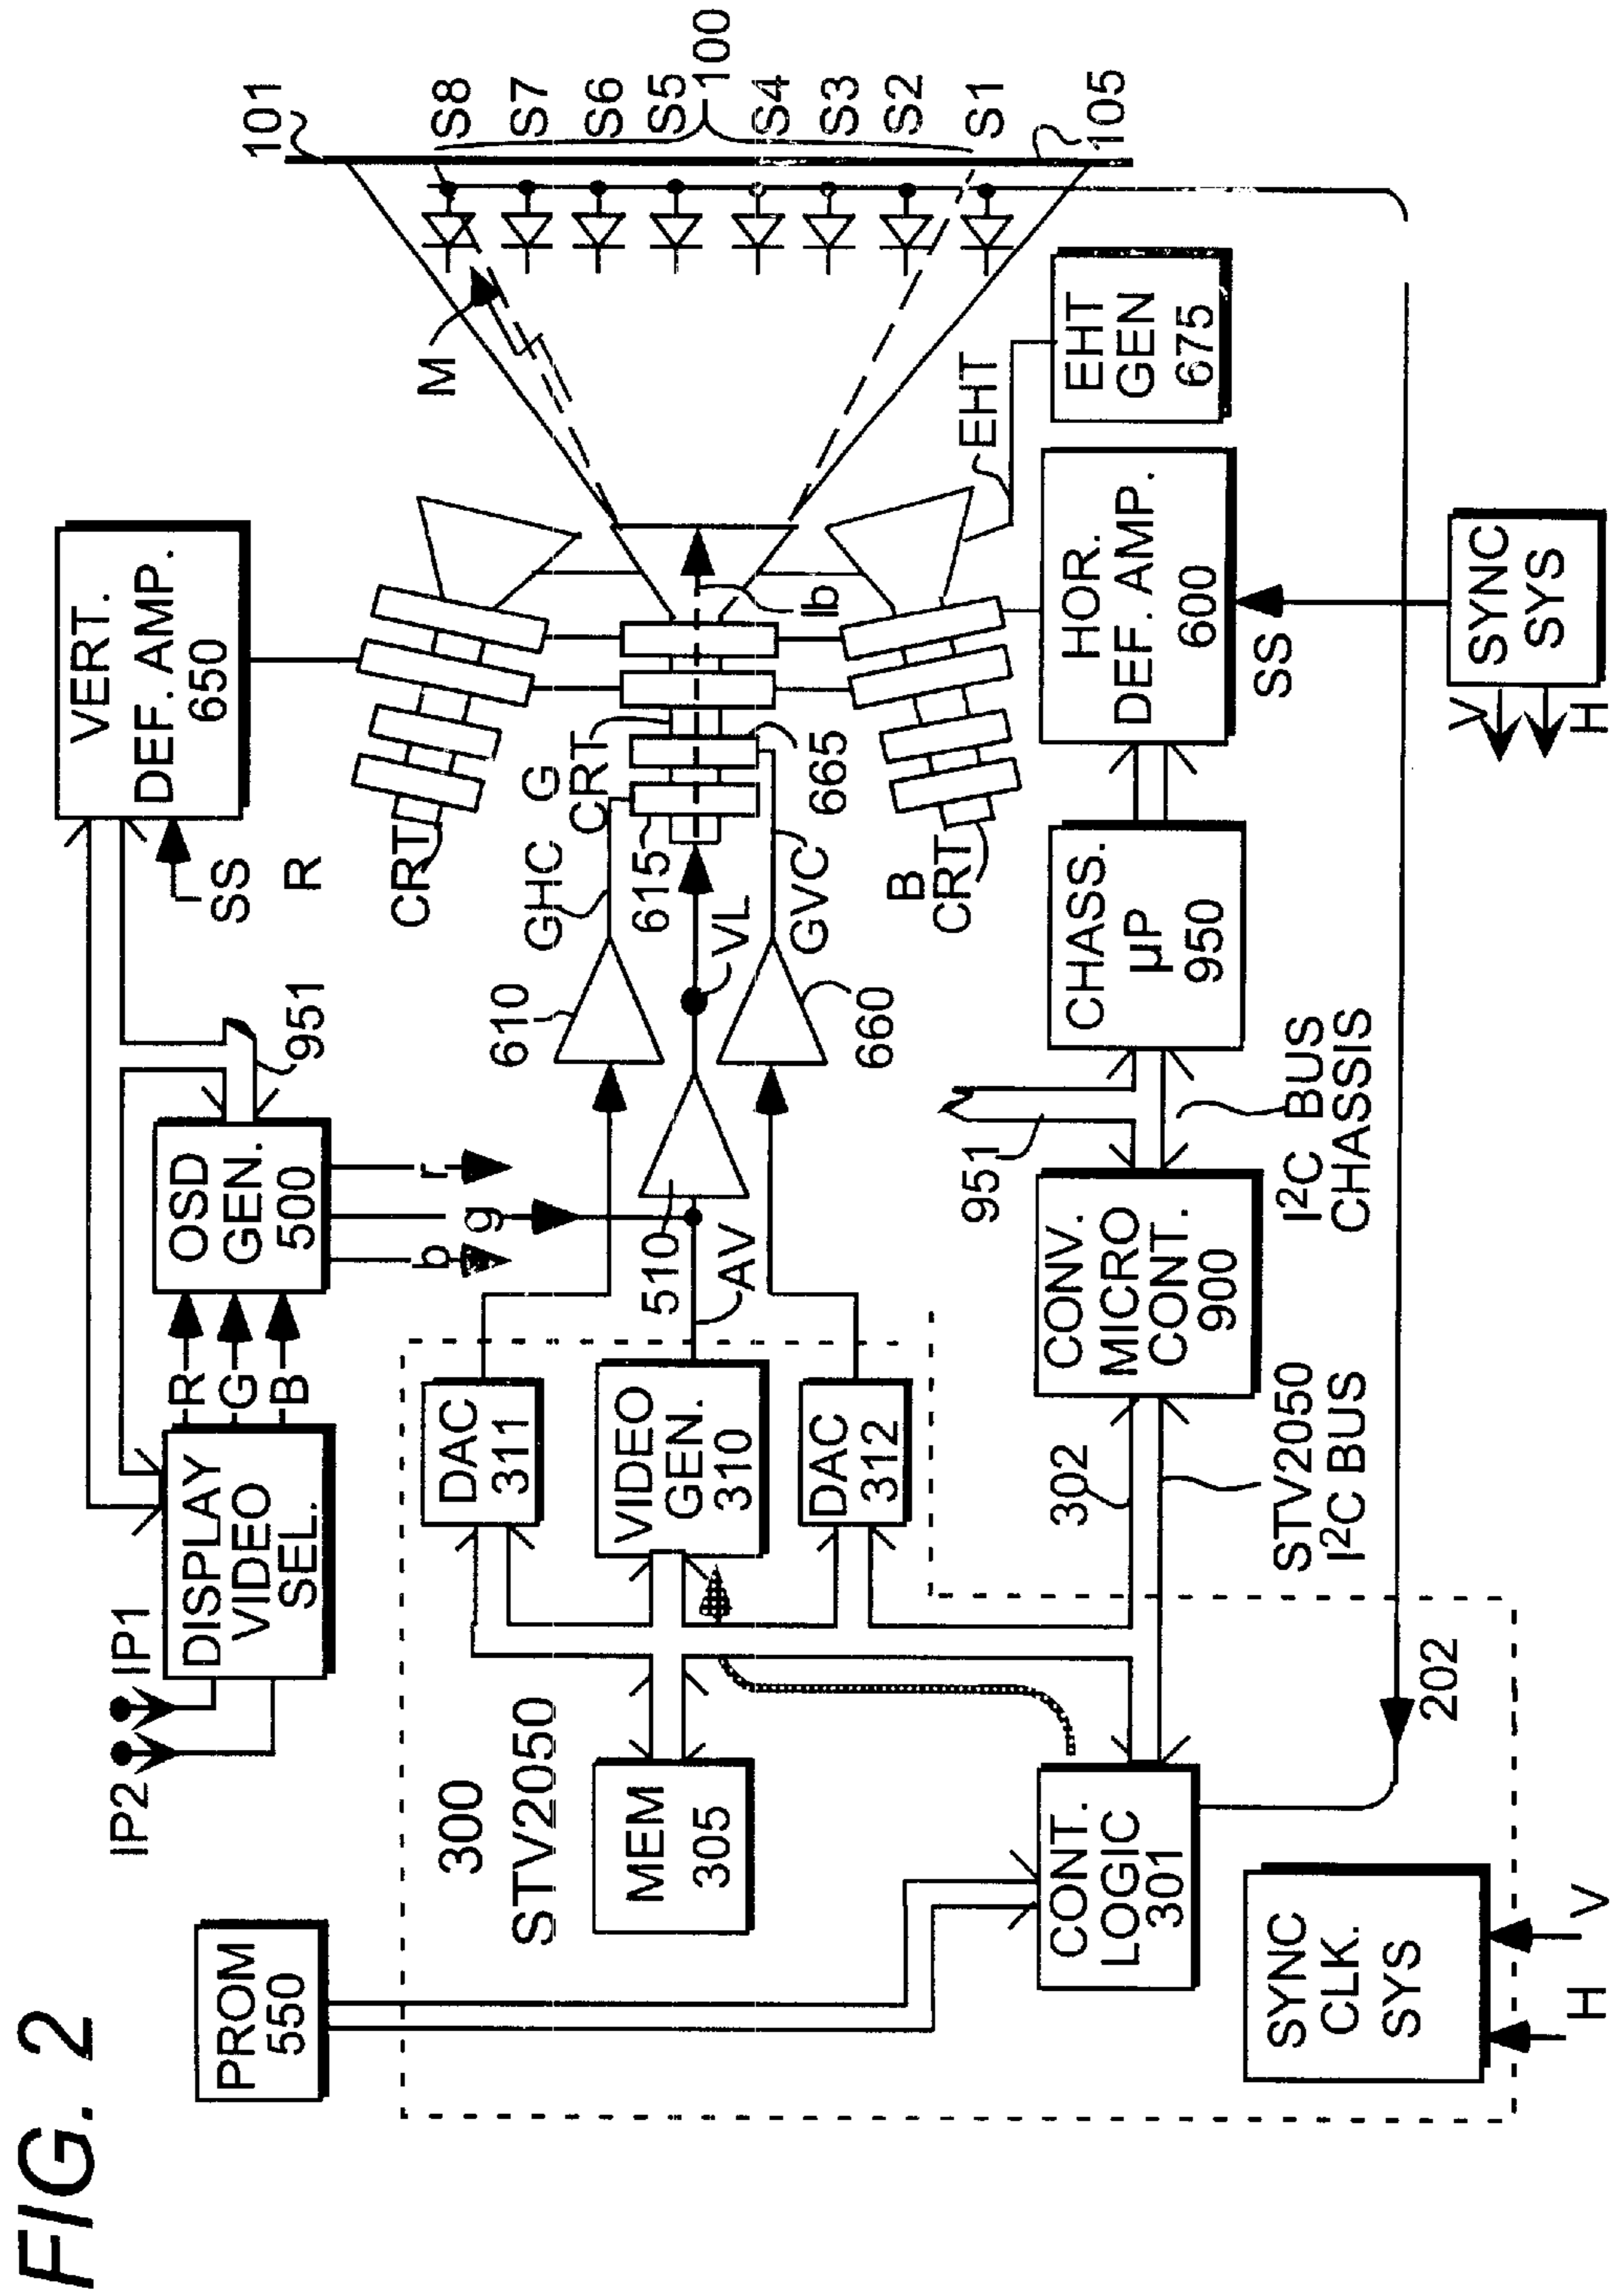 FIG. 2
IP2
IP1
DISPLAY
VIDEO
SEL.
R
G
B
OSD
GEN.
500
951
b
g
r
VERT.
DEF. AMP.
650
SS
R
CRT
PROM
550
300
STV2050
MEM
305
DAC
311
VIDEO
GEN.
310
DAC
312
AV
510
610
660
GHC
615
VL
GVC
G
CRT
665
Ib
B
CRT
M
101
S8
S7
S6
S5
100
S4
S3
S2
S1
105
EHT
EHT
GEN
675
HOR.
DEF. AMP.
600
SS
SYNC
SYS
V
H
CHASS.
µP
950
951
I²C BUS
CHASSIS
CONV.
MICRO
CONT.
900
302
STV2050
I²C BUS
CONT.
LOGIC
301
202
SYNC
CLK.
SYS
H
V